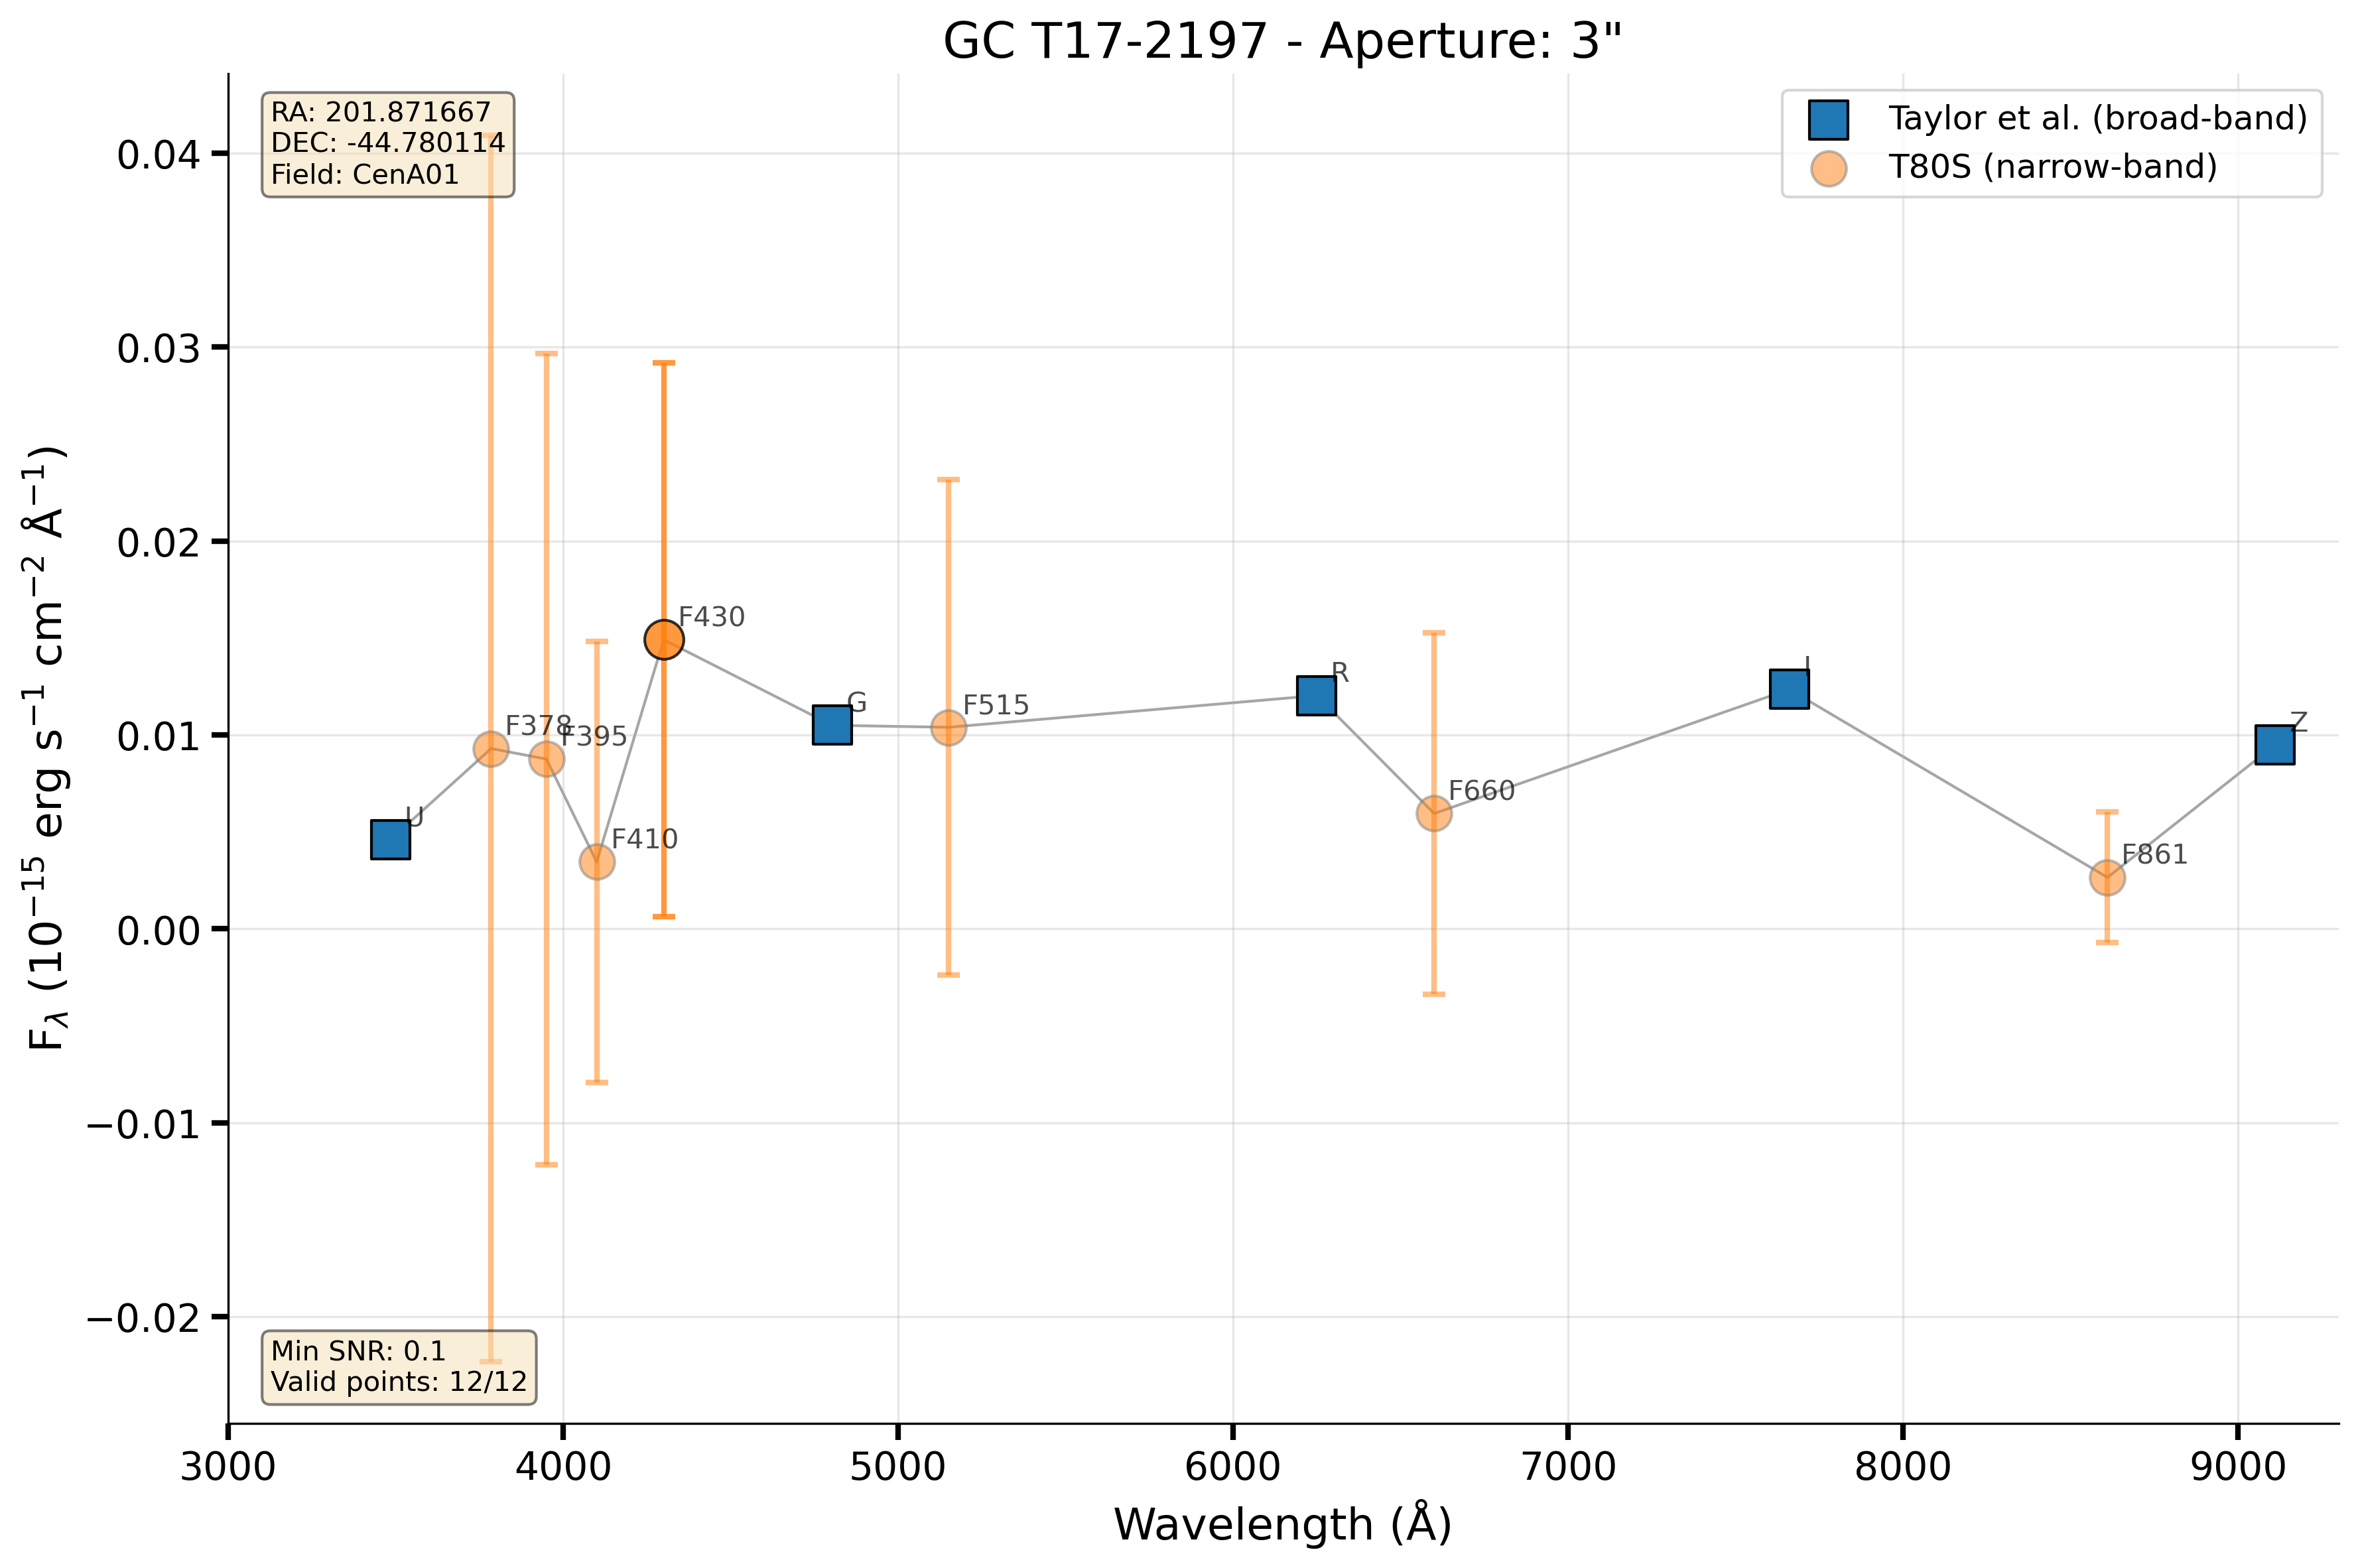 GC T17-2197 - Aperture: 3"
RA: 201.871667
DEC: -44.780114
Field: CenA01
Taylor et al. (broad-band)
T80S (narrow-band)
0.04
0.03
0.02
0.01
0.00
−0.01
−0.02
F_λ (10⁻¹⁵ erg s⁻¹ cm⁻² Å⁻¹)
U
F378
F395
F410
F430
G
F515
R
F660
I
F861
Z
Min SNR: 0.1
Valid points: 12/12
3000 4000 5000 6000 7000 8000 9000
Wavelength (Å)